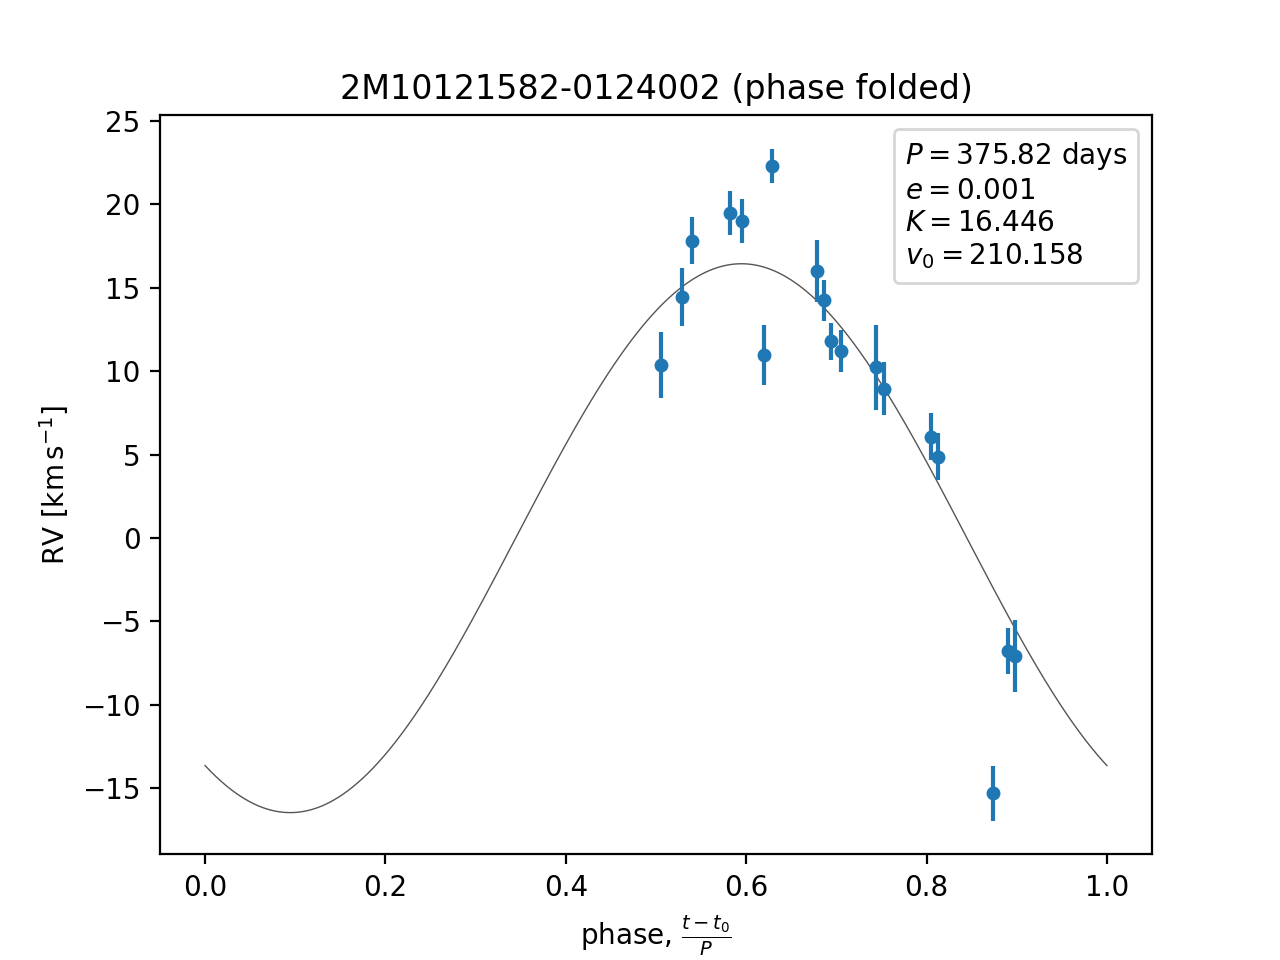 2M10121582-0124002 (phase folded)
P = 375.82 days
e = 0.001
K = 16.446
v₀ = 210.158
25
20
15
10
5
0
−5
−10
−15
RV [km s⁻¹]
0.0 0.2 0.4 0.6 0.8 1.0
phase, (t − t₀)/P